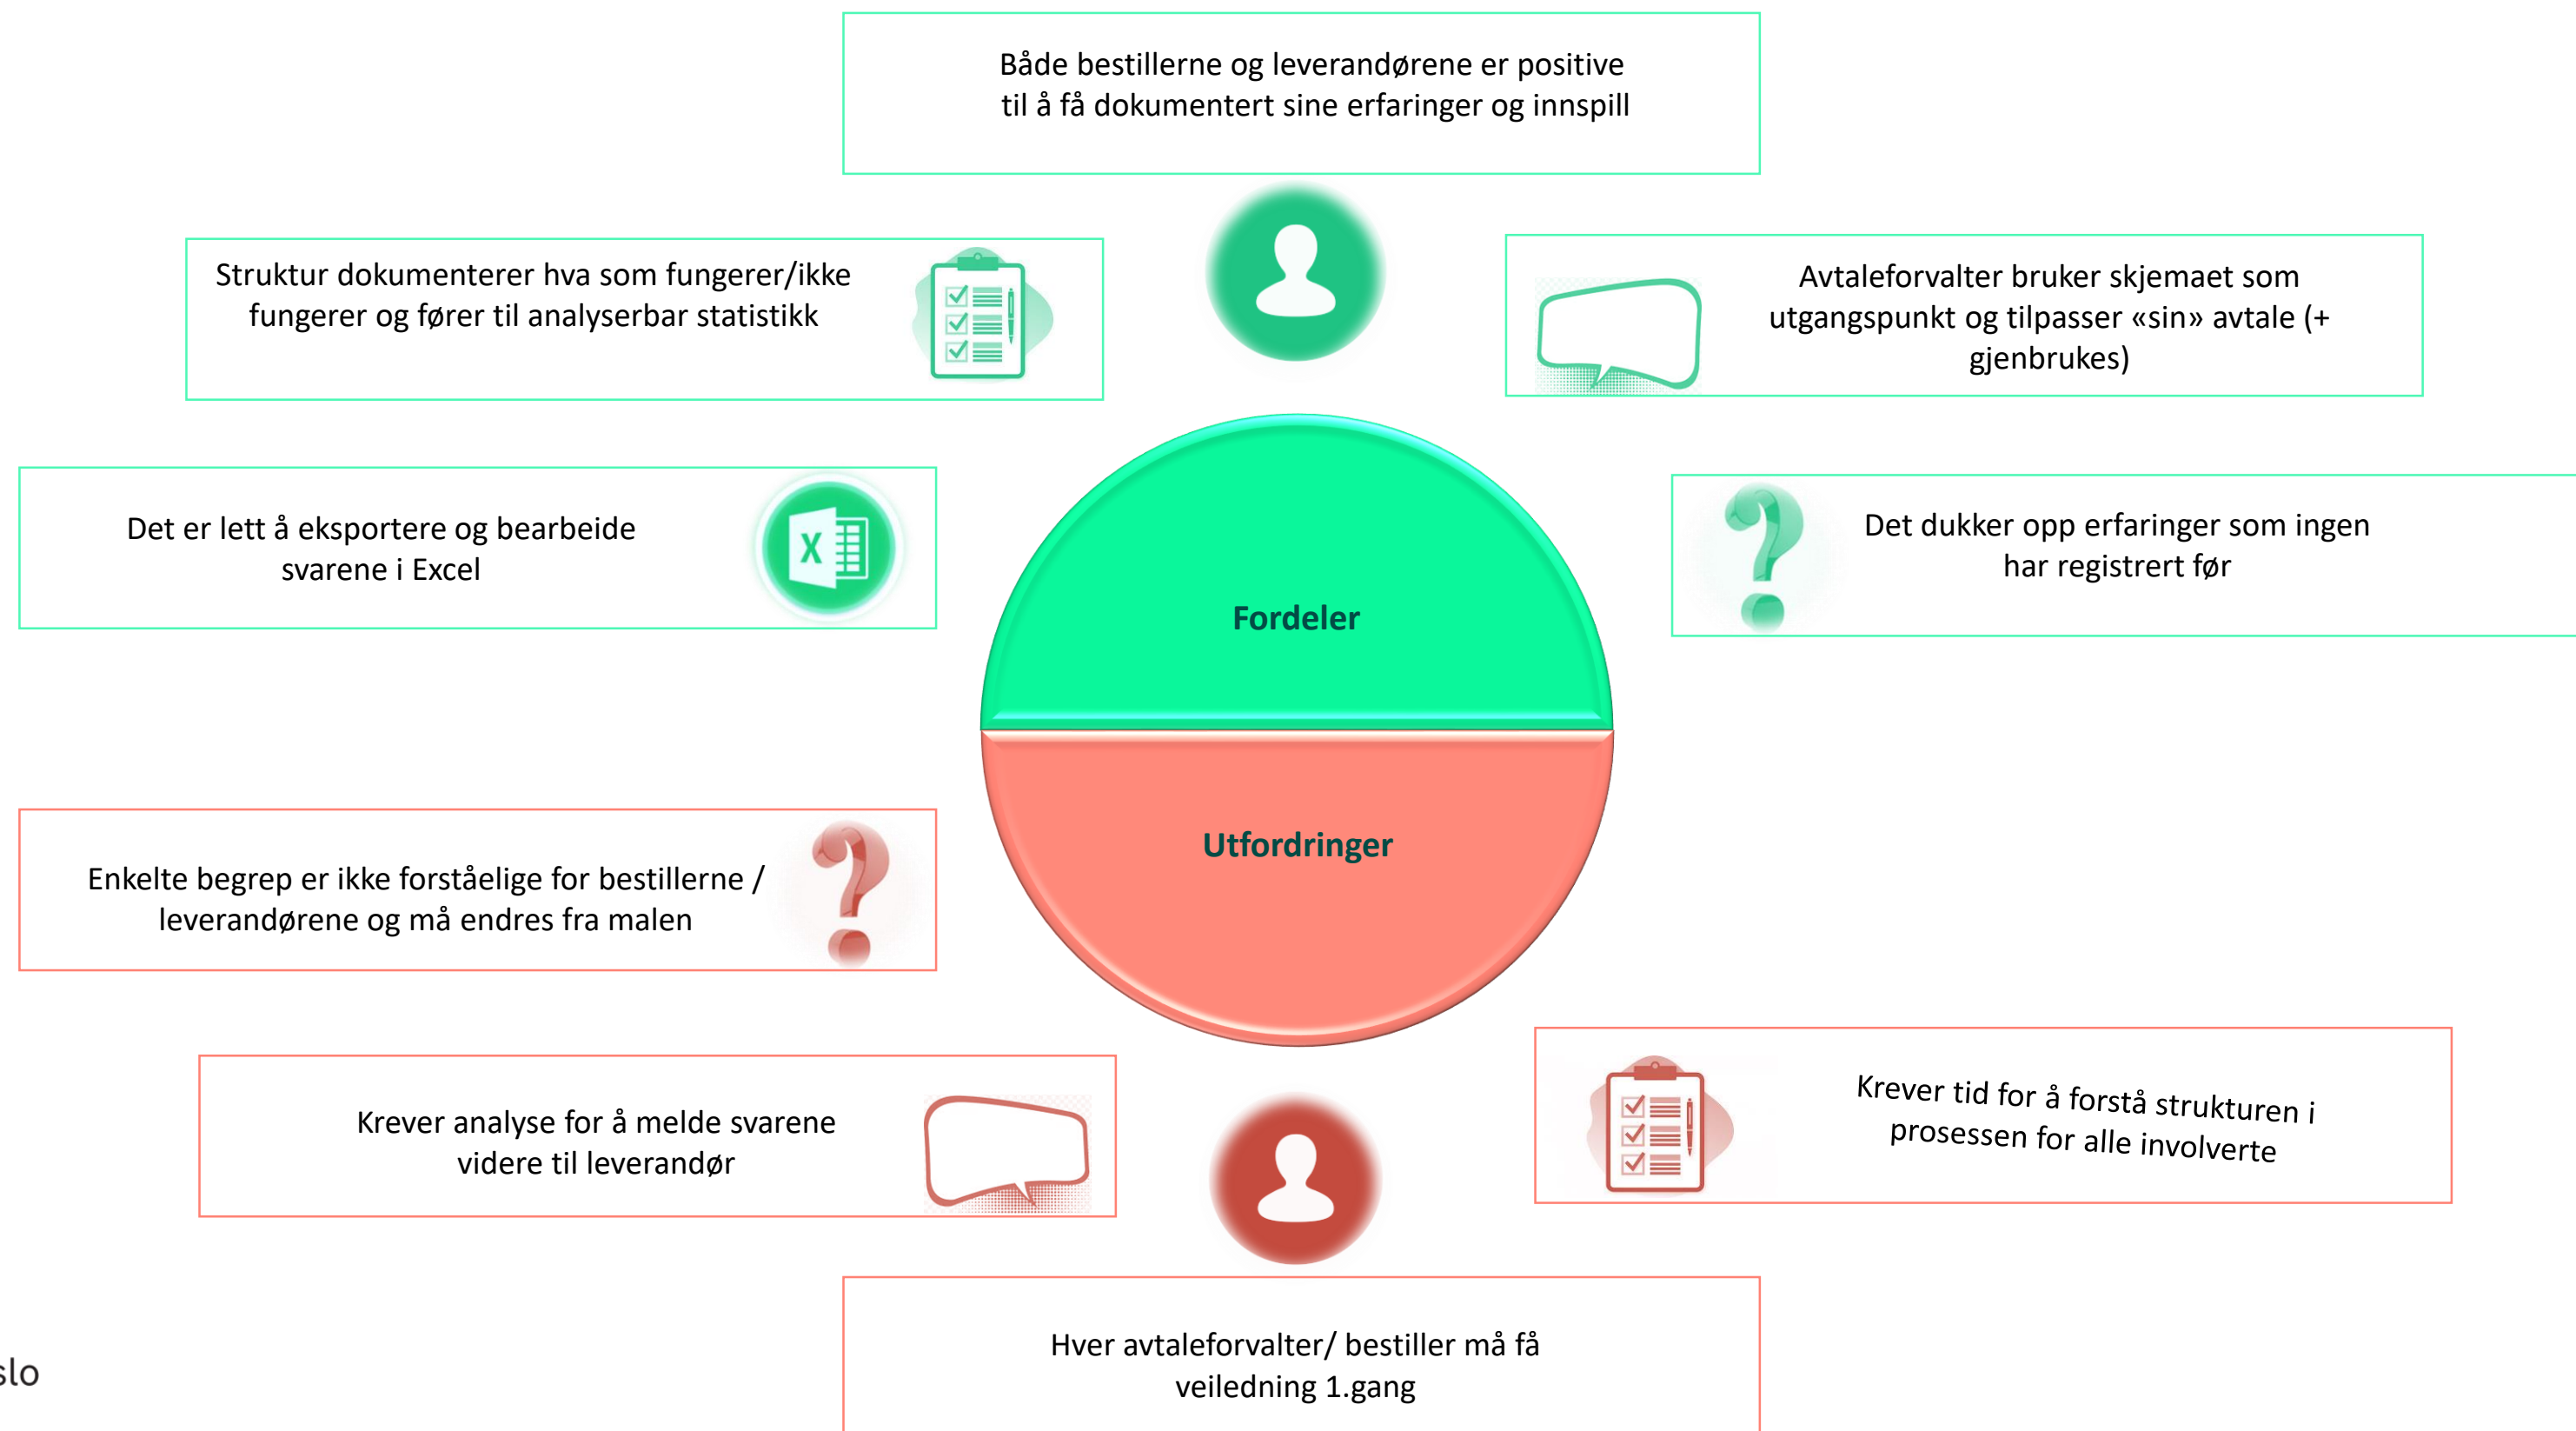 Både bestillerne og leverandørene er positive
til å få dokumentert sine erfaringer og innspill
Struktur dokumenterer hva som fungerer/ikke
fungerer og fører til analyserbar statistikk
Avtaleforvalter bruker skjemaet som
utgangspunkt og tilpasser «sin» avtale (+
gjenbrukes)
Det er lett å eksportere og bearbeide
svarene i Excel
X
Det dukker opp erfaringer som ingen
har registrert før
Fordeler
Utfordringer
Enkelte begrep er ikke forståelige for bestillerne /
leverandørene og må endres fra malen
Krever analyse for å melde svarene
videre til leverandør
Krever tid for å forstå strukturen i
prosessen for alle involverte
Hver avtaleforvalter/ bestiller må få
veiledning 1.gang
slo